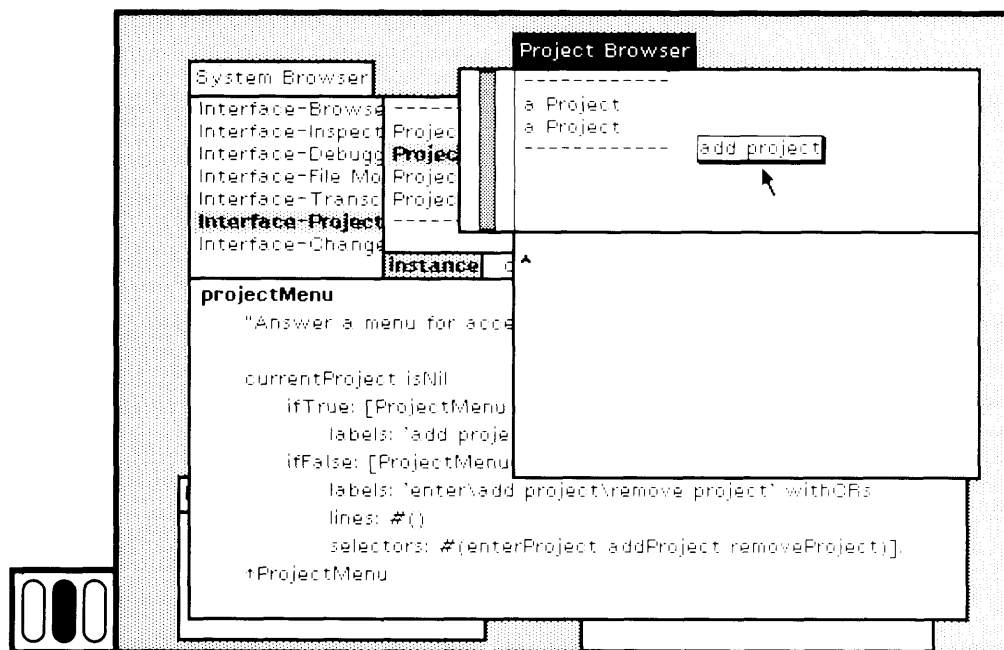 Project Browser
a Project
a Project
add project
System Browser
Interface-Browse
Interface-Inspect
Interface-Debugg
Interface-File Mo
Interface-Transc
Interface-Project
Interface-Change
Projec
Projec
Projec
Projec
instance
projectMenu
"Answer a menu for acce
currentProject isNil
ifTrue: [ProjectMenu
labels: 'add proje
ifFalse: [ProjectMenu
labels: 'enter\add project\remove project' withCRs
lines: #()
selectors: #(enterProject addProject removeProject)].
↑ProjectMenu